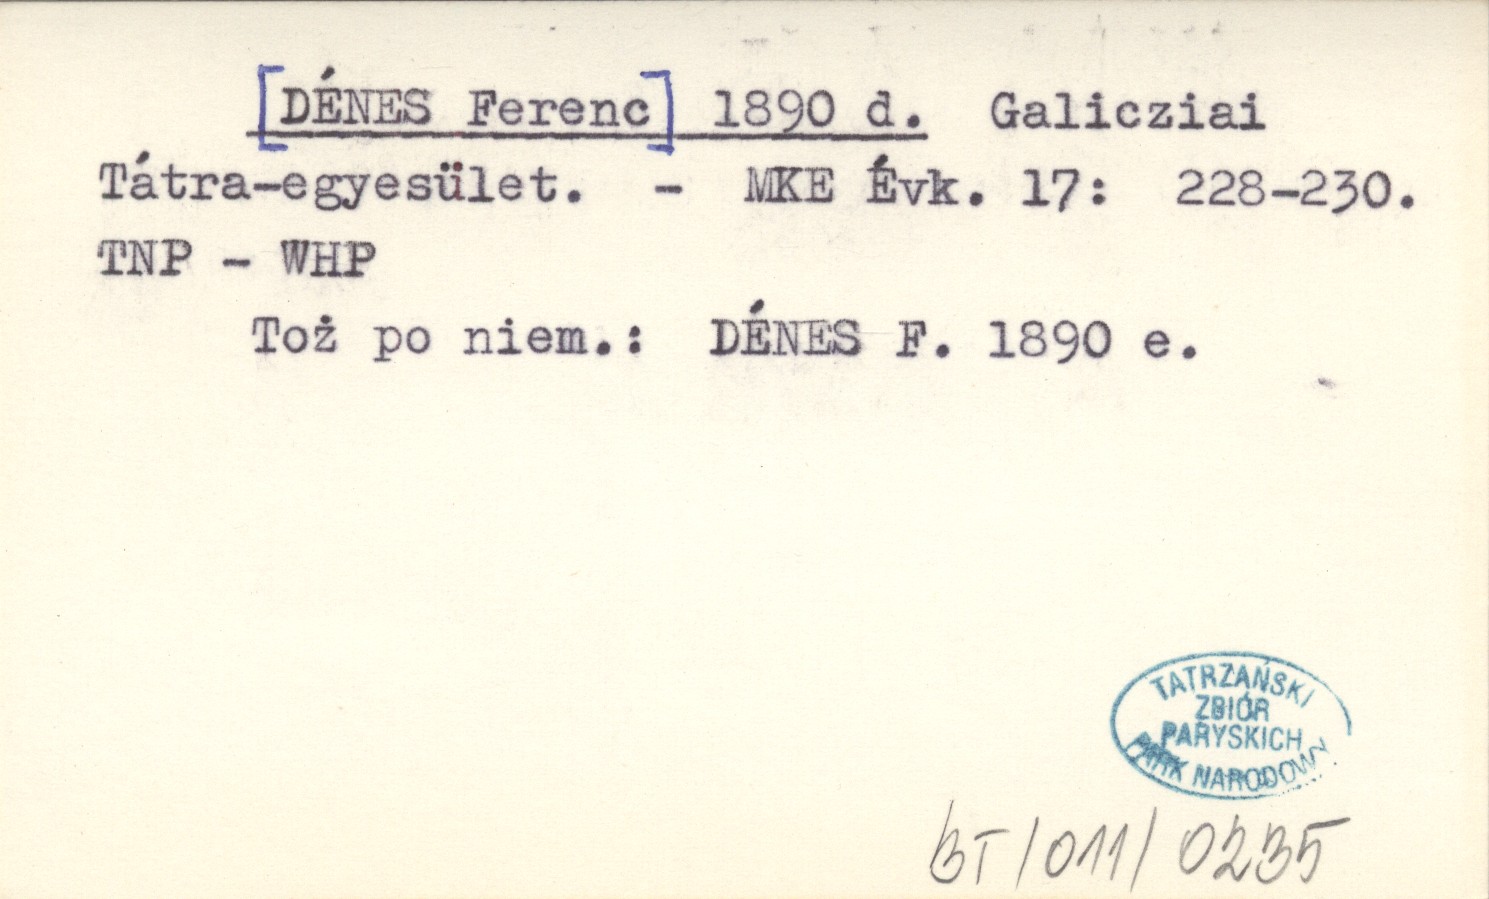 [DÉNES Ferenc] 1890 d. Galicziai
Tátra-egyesület. - MKE Évk. 17: 228-230.
TNP - WHP
Toż po niem.: DÉNES F. 1890 e.
TATRZAŃSKI
ZBIÓR
PARYSKICH
PARK NARODOWY
BT/011/0235